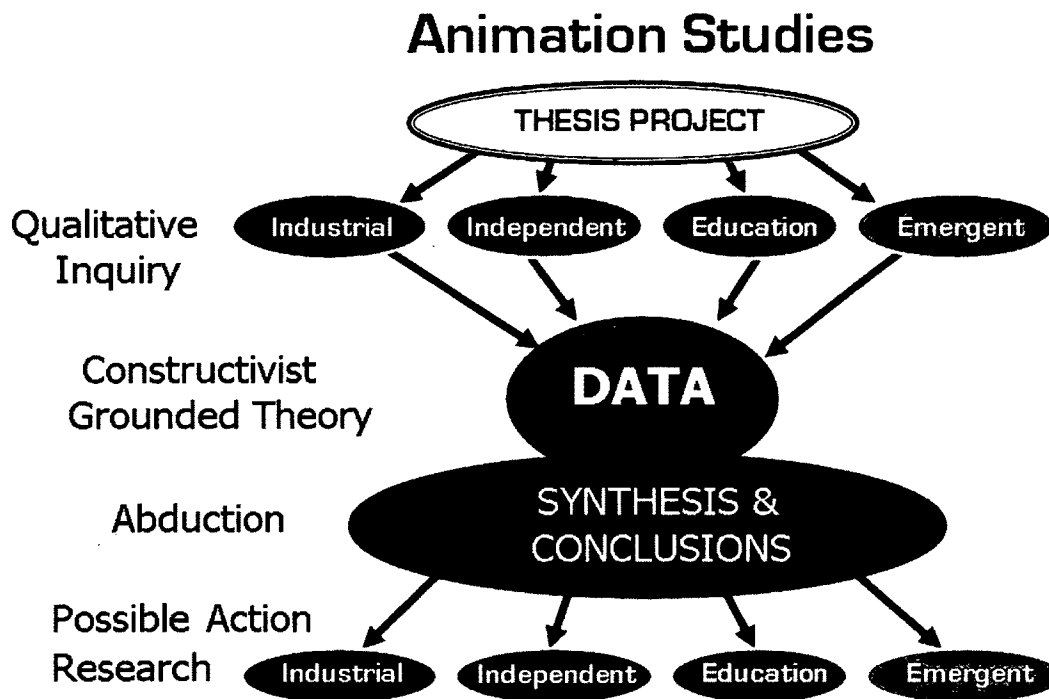 Animation Studies
THESIS PROJECT
Qualitative
Inquiry
Industrial
Independent
Education
Emergent
Constructivist
Grounded Theory
DATA
Abduction
SYNTHESIS &
CONCLUSIONS
Possible Action
Research
Industrial
Independent
Education
Emergent